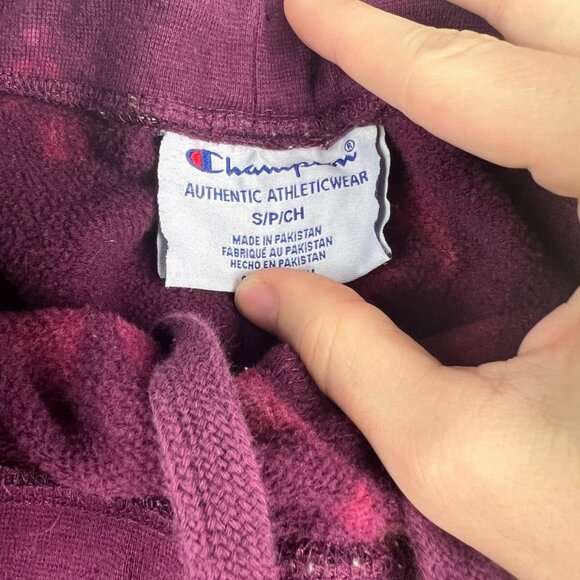 Champion®
AUTHENTIC ATHLETICWEAR
S/P/CH
MADE IN PAKISTAN
FABRIQUÉ AU PAKISTAN
HECHO EN PAKISTAN